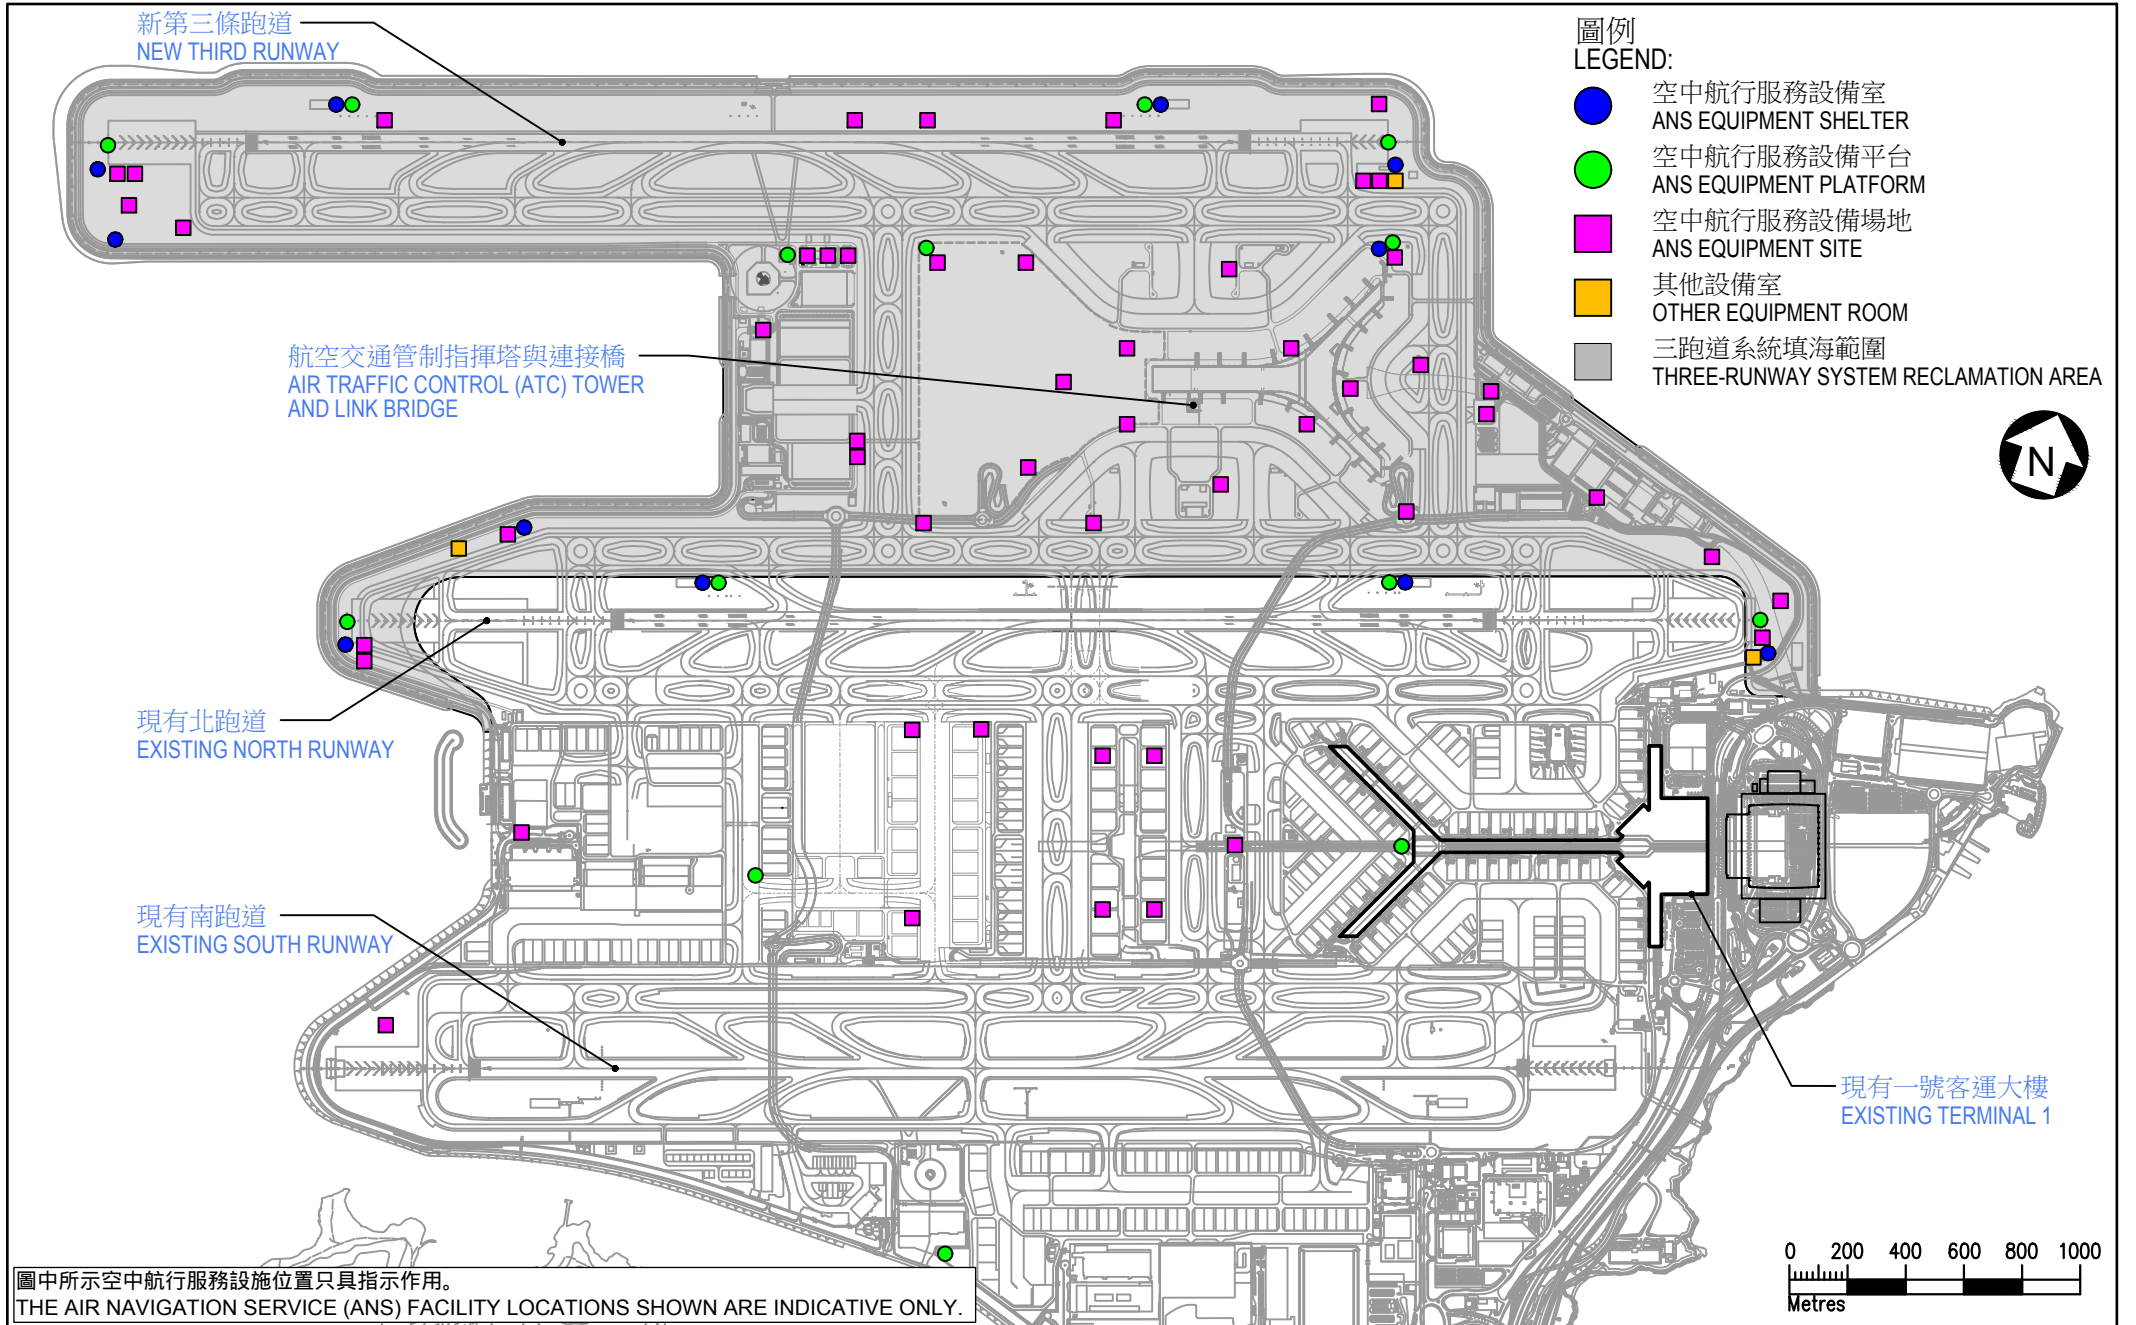 新第三條跑道
NEW THIRD RUNWAY
圖例
LEGEND:
空中航行服務設備室
ANS EQUIPMENT SHELTER
空中航行服務設備平台
ANS EQUIPMENT PLATFORM
空中航行服務設備場地
ANS EQUIPMENT SITE
其他設備室
OTHER EQUIPMENT ROOM
三跑道系統填海範圍
THREE-RUNWAY SYSTEM RECLAMATION AREA
N
航空交通管制指揮塔與連接橋
AIR TRAFFIC CONTROL (ATC) TOWER
AND LINK BRIDGE
現有北跑道
EXISTING NORTH RUNWAY
現有南跑道
EXISTING SOUTH RUNWAY
現有一號客運大樓
EXISTING TERMINAL 1
0 200 400 600 800 1000
Metres
圖中所示空中航行服務設施位置只具指示作用。
THE AIR NAVIGATION SERVICE (ANS) FACILITY LOCATIONS SHOWN ARE INDICATIVE ONLY.